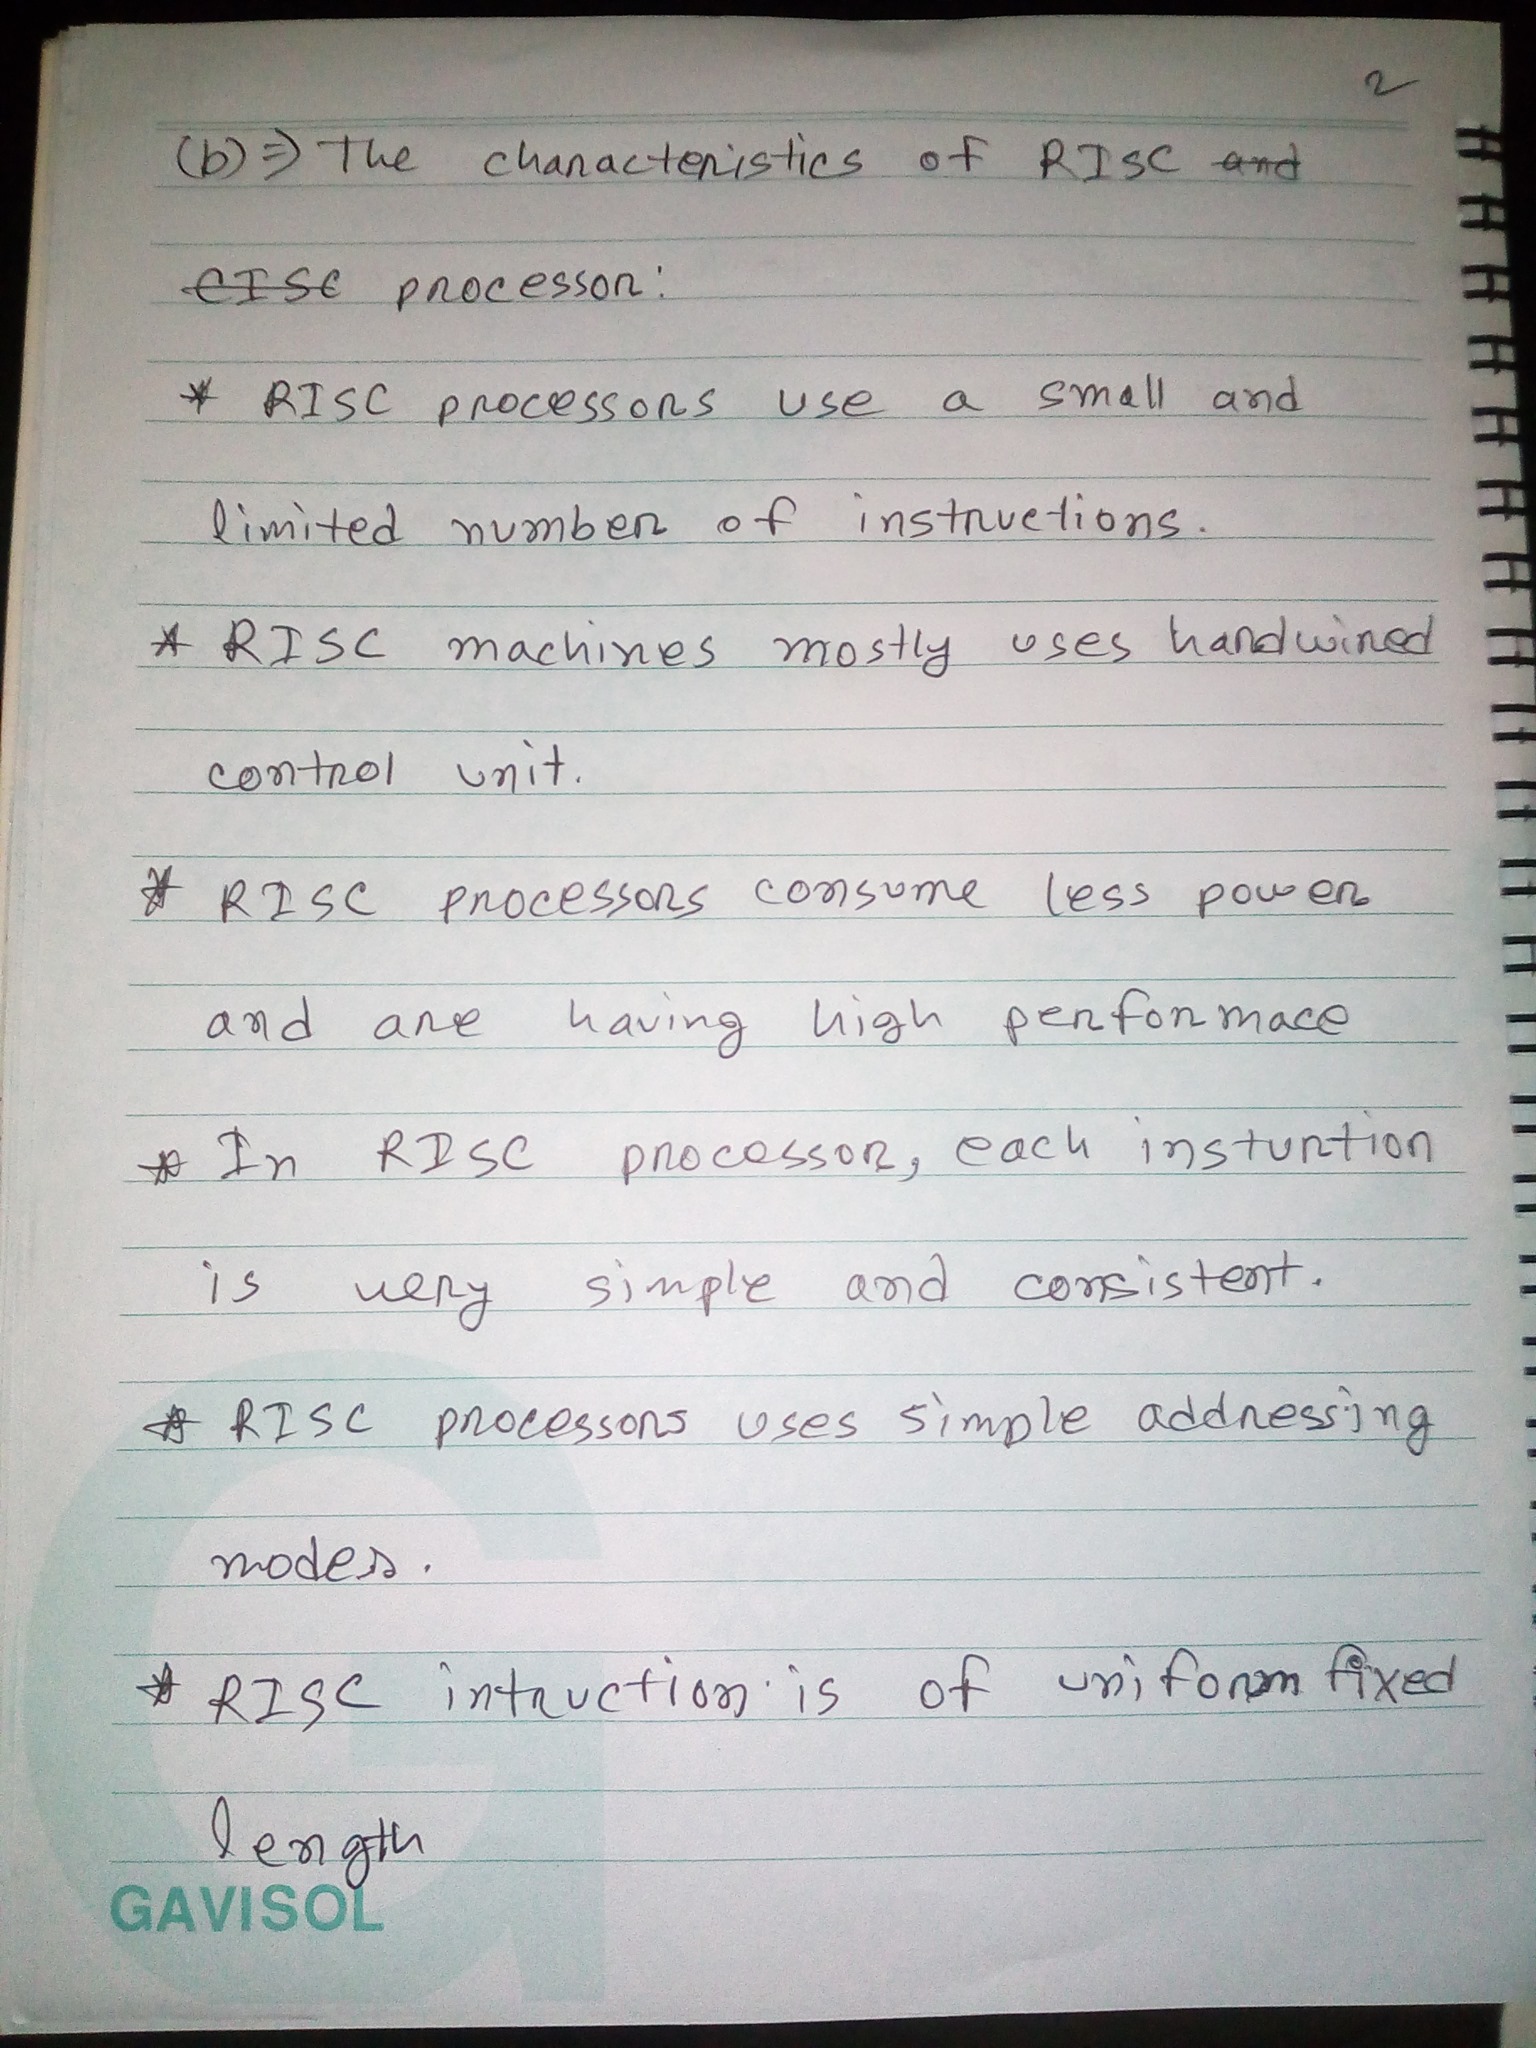 2
(b)⇒ The characteristics of RISC and
CISC processor:
* RISC processors use a small and
limited number of instructions.
* RISC machines mostly uses hardwired
control unit.
* RISC processors consume less power
and are having high performace
* In RISC processor, each insturtion
is very simple and consistent.
* RISC processors uses simple addressing
modes.
* RISC intruction is of uniform fixed
length
GAVISOL